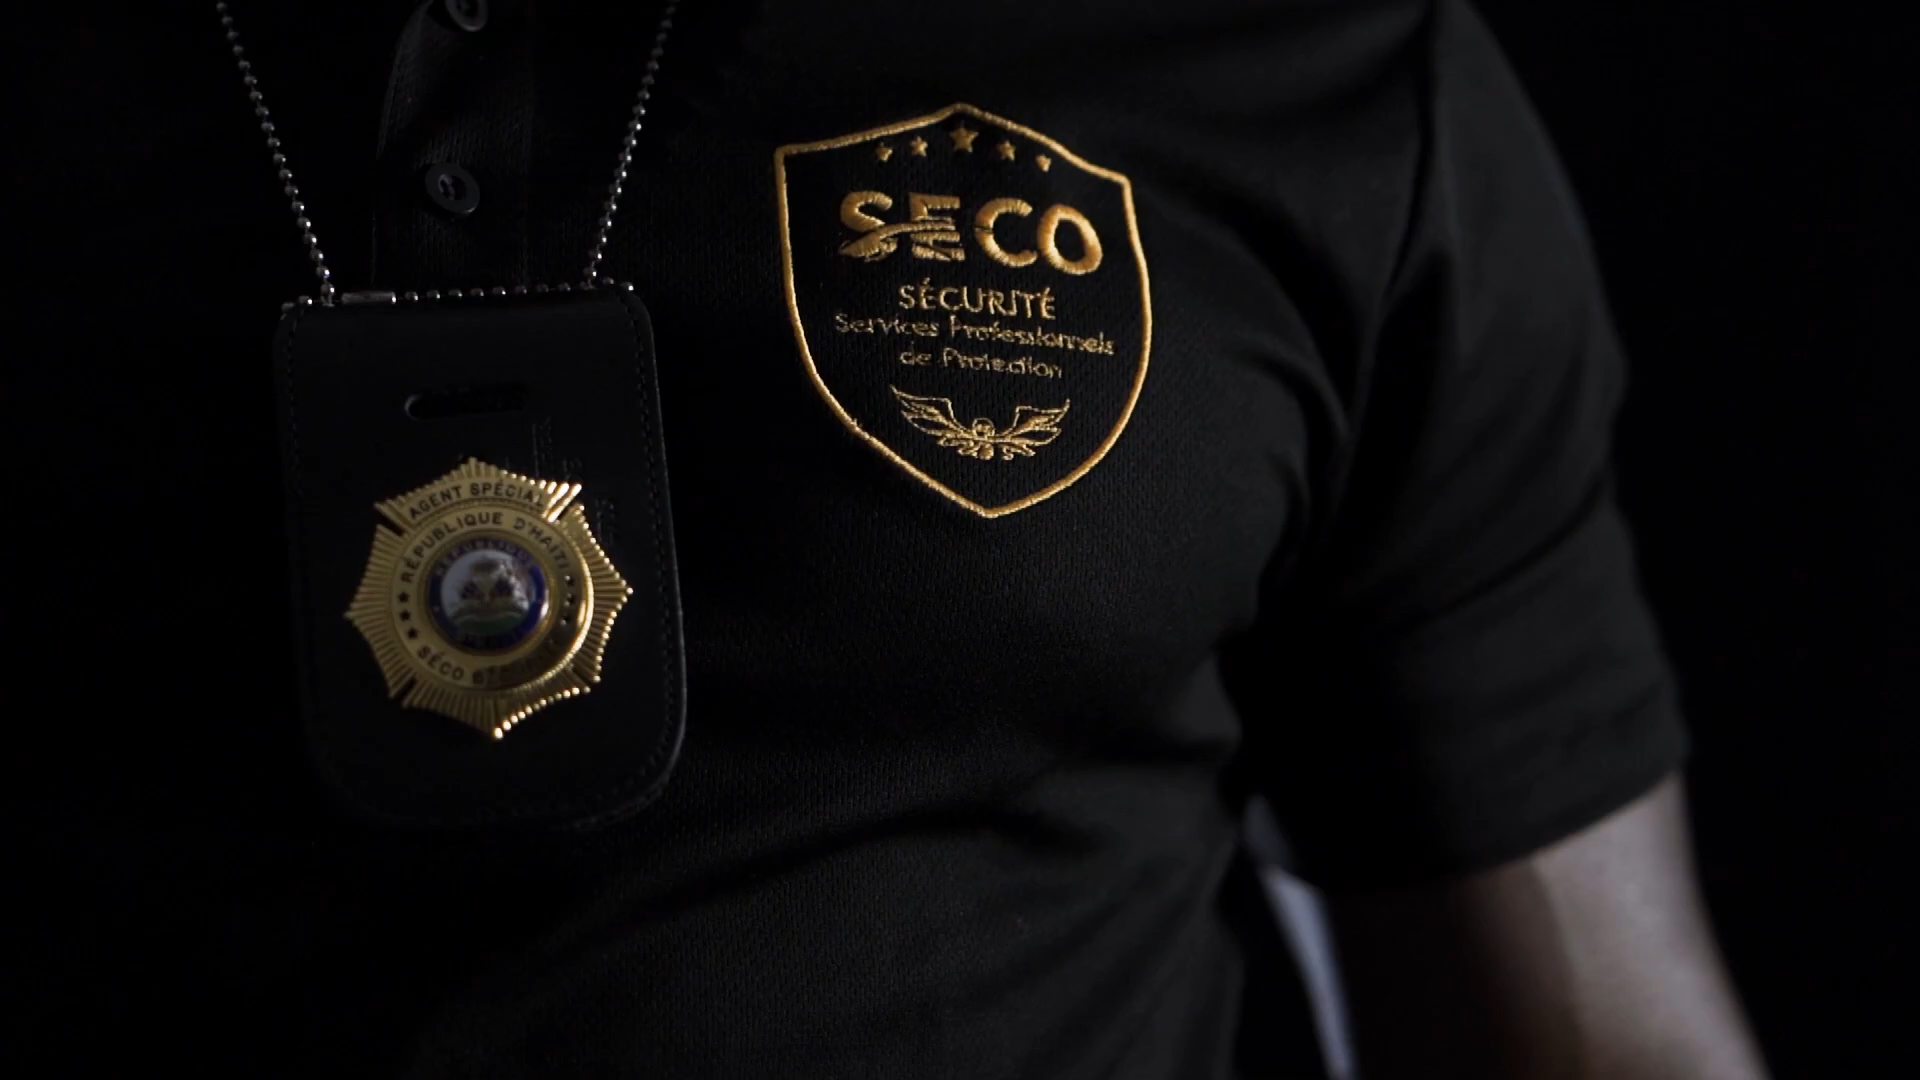 SECO
SÉCURITÉ
Services Professionnels
de Protection
AGENT SPÉCIAL
RÉPUBLIQUE D'HAITI
SÉCO